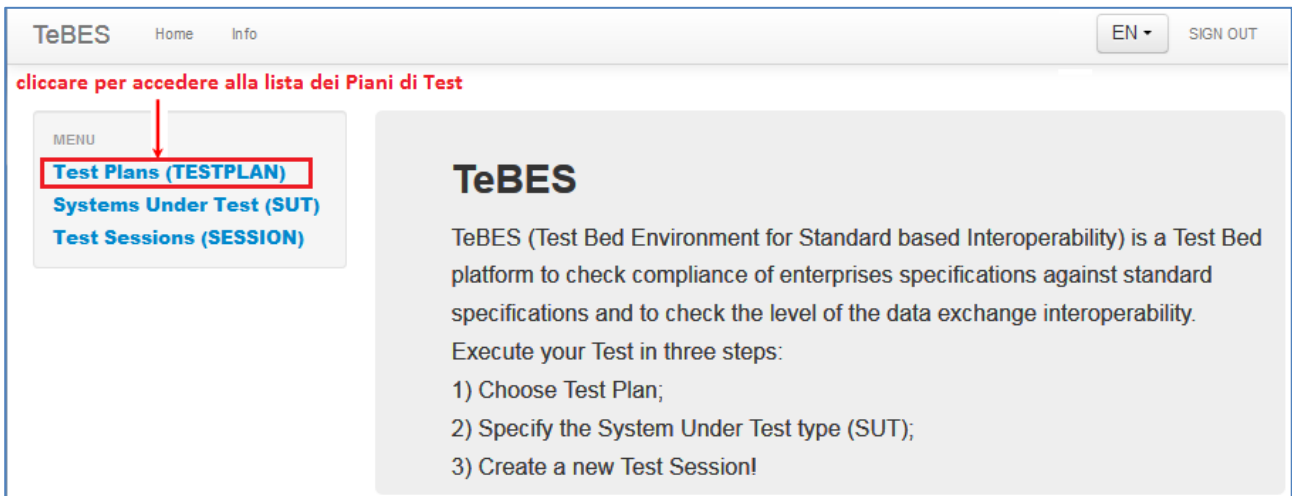 TeBES Home Info EN SIGN OUT
cliccare per accedere alla lista dei Piani di Test
MENU
Test Plans (TESTPLAN)
Systems Under Test (SUT)
Test Sessions (SESSION)
TeBES
TeBES (Test Bed Environment for Standard based Interoperability) is a Test Bed
platform to check compliance of enterprises specifications against standard
specifications and to check the level of the data exchange interoperability.
Execute your Test in three steps:
1) Choose Test Plan;
2) Specify the System Under Test type (SUT);
3) Create a new Test Session!